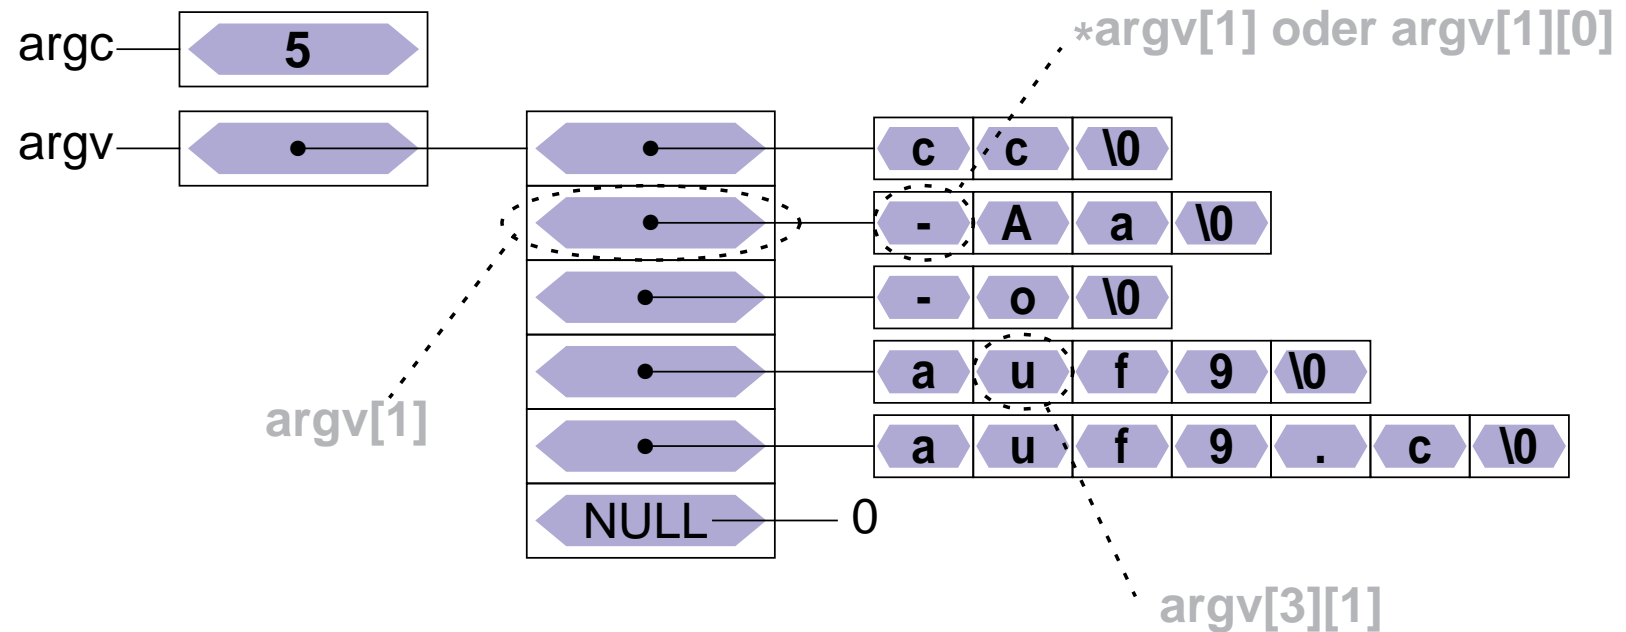 argc 5
*argv[1] oder argv[1][0]
argv c c \0
- A a \0
- o \0
a u f 9 \0
argv[1]
a u f 9 . c \0
NULL 0
argv[3][1]